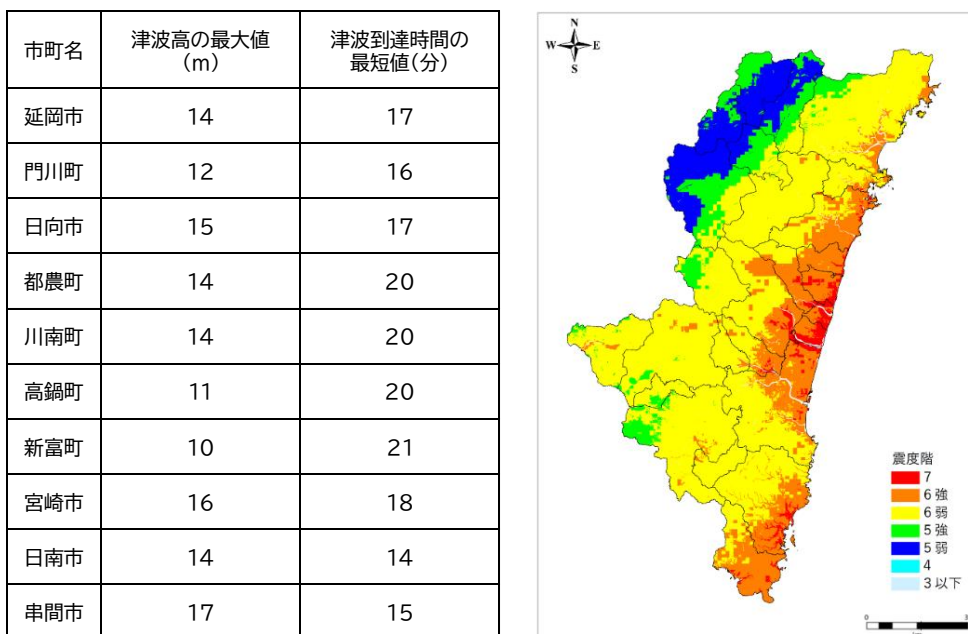 市町名 津波高の最大値 津波到達時間の
(m) 最短値(分)
延岡市 14 17
門川町 12 16
日向市 15 17
都農町 14 20
川南町 14 20
高鍋町 11 20
新富町 10 21
宮崎市 16 18
日南市 14 14
串間市 17 15
N
W E
S
震度階
7
6強
6弱
5強
5弱
4
3以下
0